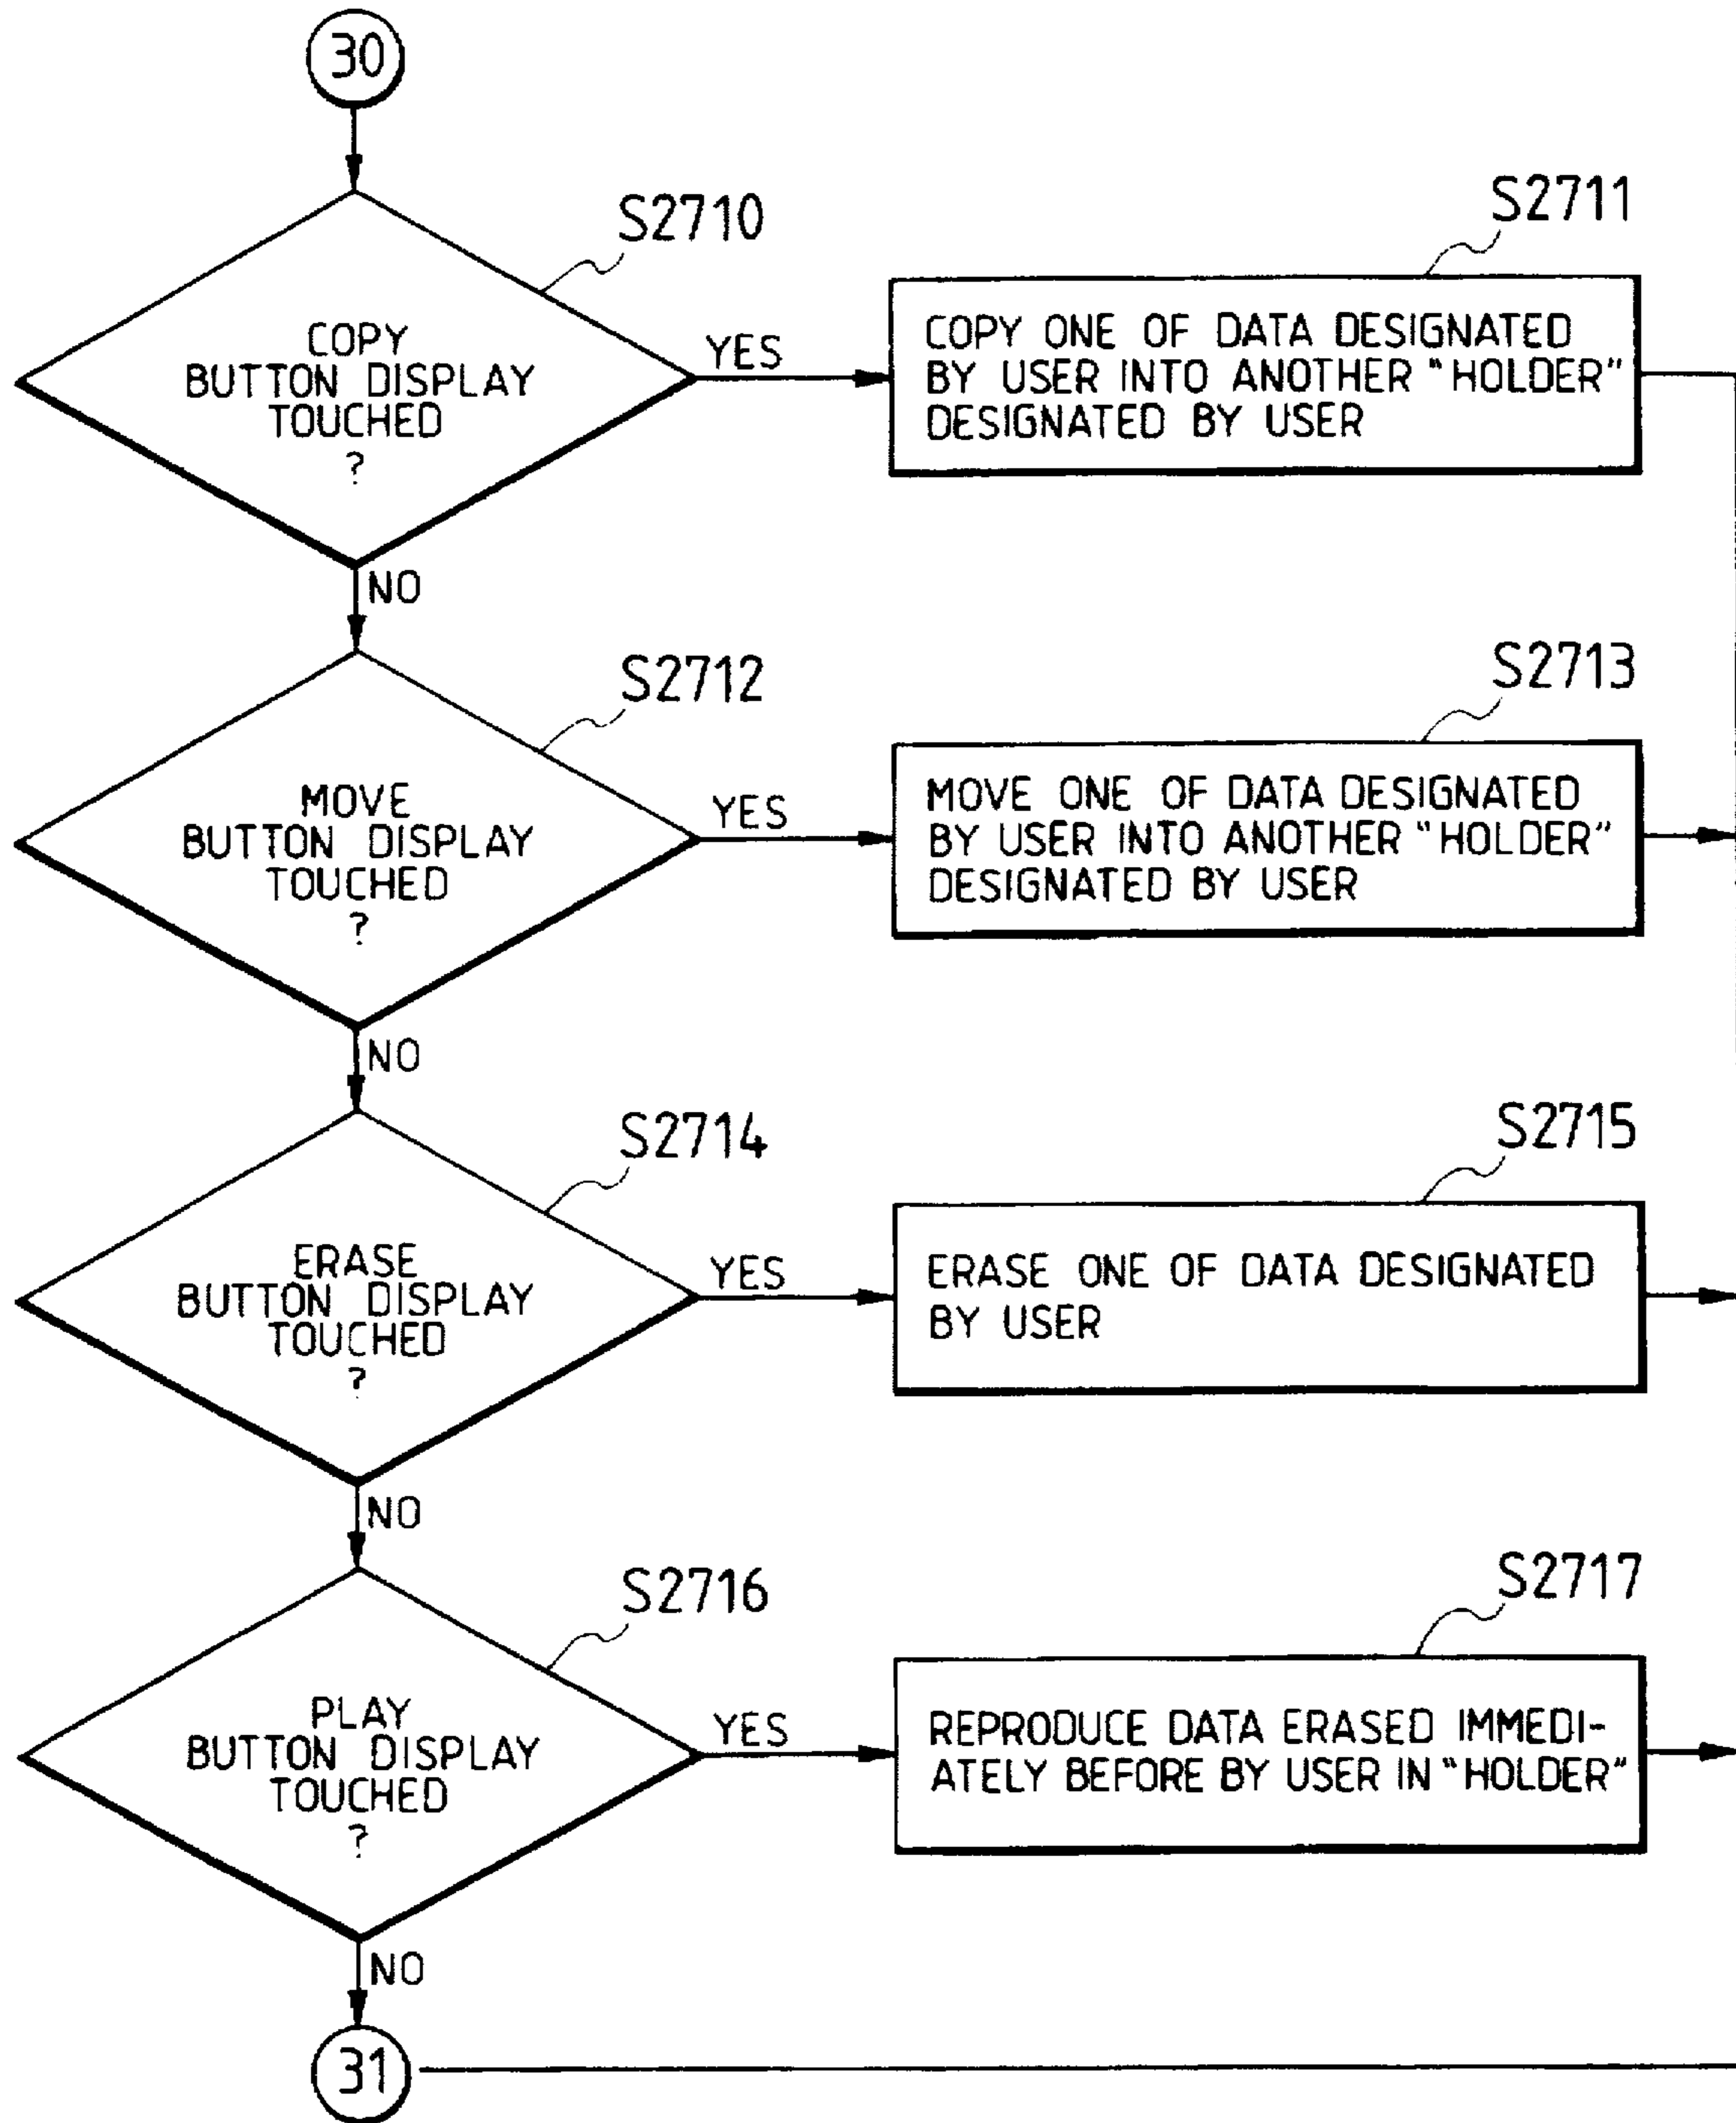 30
S2710
COPY
BUTTON DISPLAY
TOUCHED
?
YES
S2711
COPY ONE OF DATA DESIGNATED
BY USER INTO ANOTHER "HOLDER"
DESIGNATED BY USER
NO
S2712
MOVE
BUTTON DISPLAY
TOUCHED
?
YES
S2713
MOVE ONE OF DATA DESIGNATED
BY USER INTO ANOTHER "HOLDER"
DESIGNATED BY USER
NO
S2714
ERASE
BUTTON DISPLAY
TOUCHED
?
YES
S2715
ERASE ONE OF DATA DESIGNATED
BY USER
NO
S2716
PLAY
BUTTON DISPLAY
TOUCHED
?
YES
S2717
REPRODUCE DATA ERASED IMMEDI-
ATELY BEFORE BY USER IN "HOLDER"
NO
31